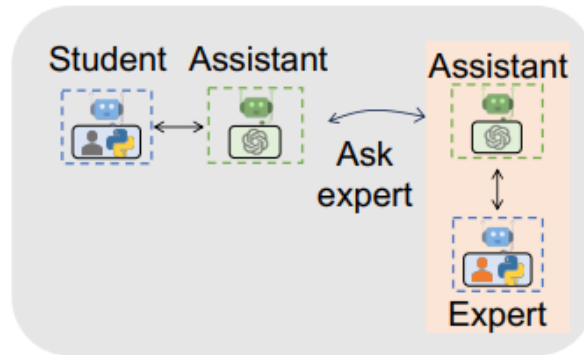 Student
Assistant
Assistant
Ask
expert
Expert